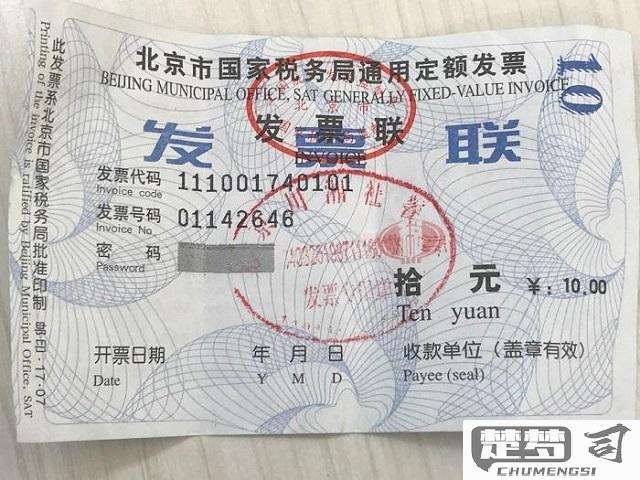 北京市国家税务局通用定额发票
BEIJING MUNICIPAL OFFICE, SAT GENERALLY FIXED-VALUE INVOICE
10
发票联
发票联
INVOICE
发票代码 111001740101
Invoice code
发票号码 01142646
Invoice No
密 码
Password
拾 元 ¥: 10.00
Ten yuan
发票专用章
开票日期 年 月 日 收款单位（盖章有效）
Date Y M D Payee (seal)
此发票系北京市国家税务局批准印制
Printing of the invoice is ratified by Beijing Municipal Office, SAT
楚梦司
CHUMENGSI